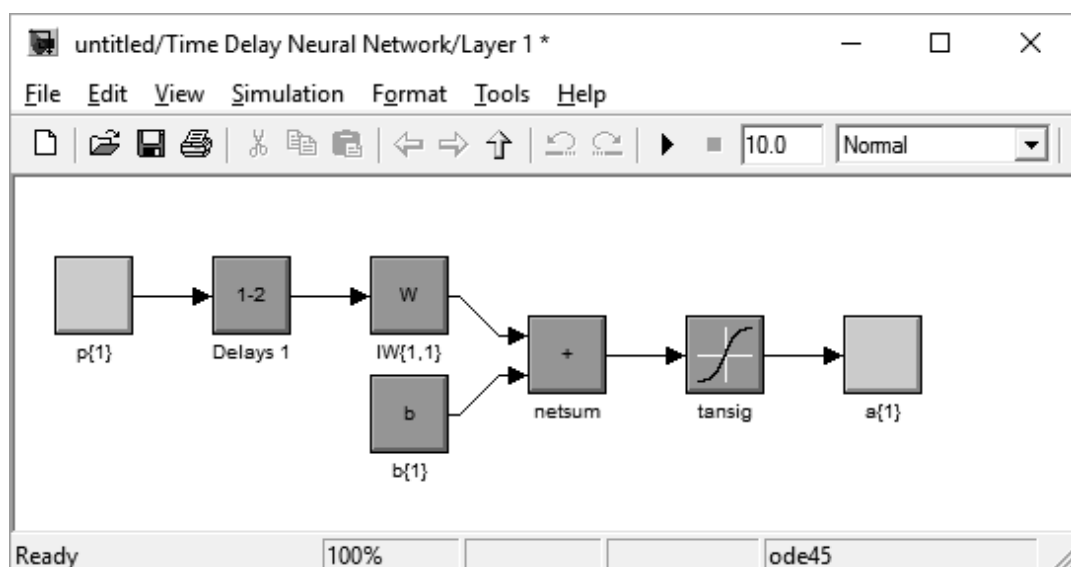 untitled/Time Delay Neural Network/Layer 1 *
File Edit View Simulation Format Tools Help
10.0 Normal
1-2 W
p{1} Delays 1 IW{1,1}
+
b netsum tansig a{1}
b{1}
Ready 100% ode45